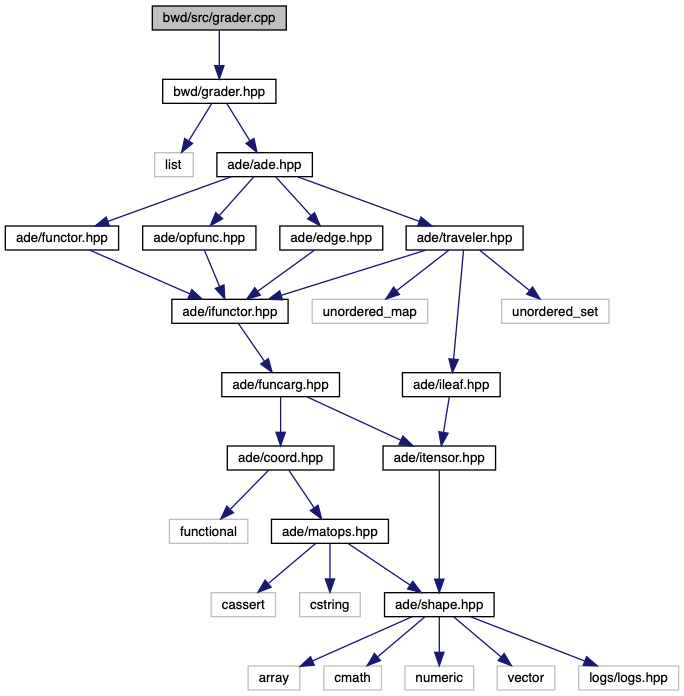 bwd/src/grader.cpp
bwd/grader.hpp
list
ade/ade.hpp
ade/functor.hpp
ade/opfunc.hpp
ade/edge.hpp
ade/traveler.hpp
ade/ifunctor.hpp
unordered_map
unordered_set
ade/funcarg.hpp
ade/ileaf.hpp
ade/coord.hpp
ade/itensor.hpp
functional
ade/matops.hpp
cassert
cstring
ade/shape.hpp
array
cmath
numeric
vector
logs/logs.hpp